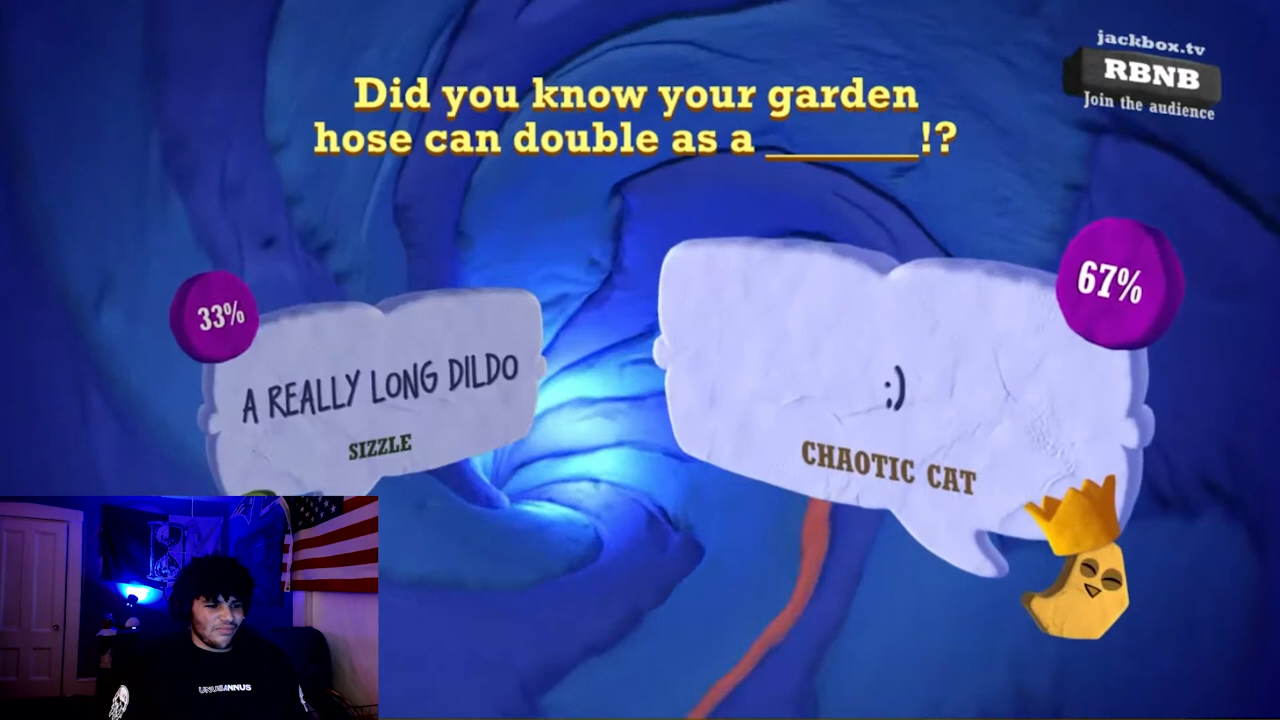 jackbox.tv
RBNB
Join the audience
Did you know your garden
hose can double as a ________!?
33%
A REALLY LONG DILDO
SIZZLE
67%
:)
CHAOTIC CAT
UNUS ANNUS